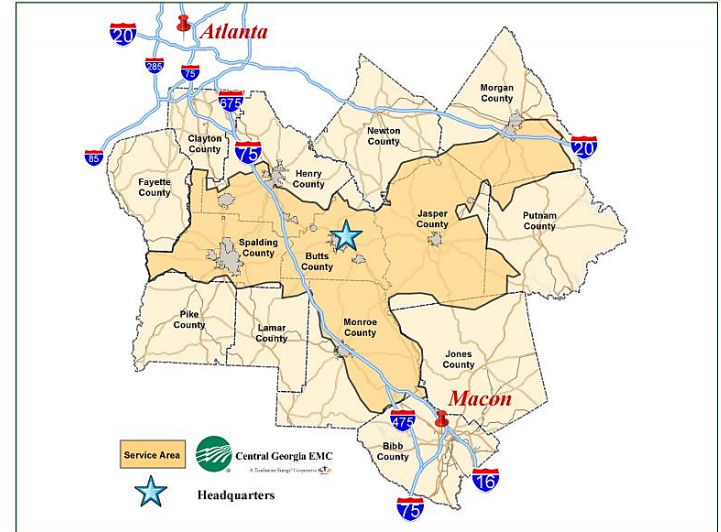 Atlanta
20
285
75
675
85
75
Clayton
County
Fayette
County
Henry
County
Newton
County
Morgan
County
20
Jasper
County
Putnam
County
Spalding
County
Butts
County
Pike
County
Lamar
County
Monroe
County
Jones
County
Macon
475
Bibb
County
16
75
Service Area
Central Georgia EMC
A Touchstone Energy® Cooperative
Headquarters